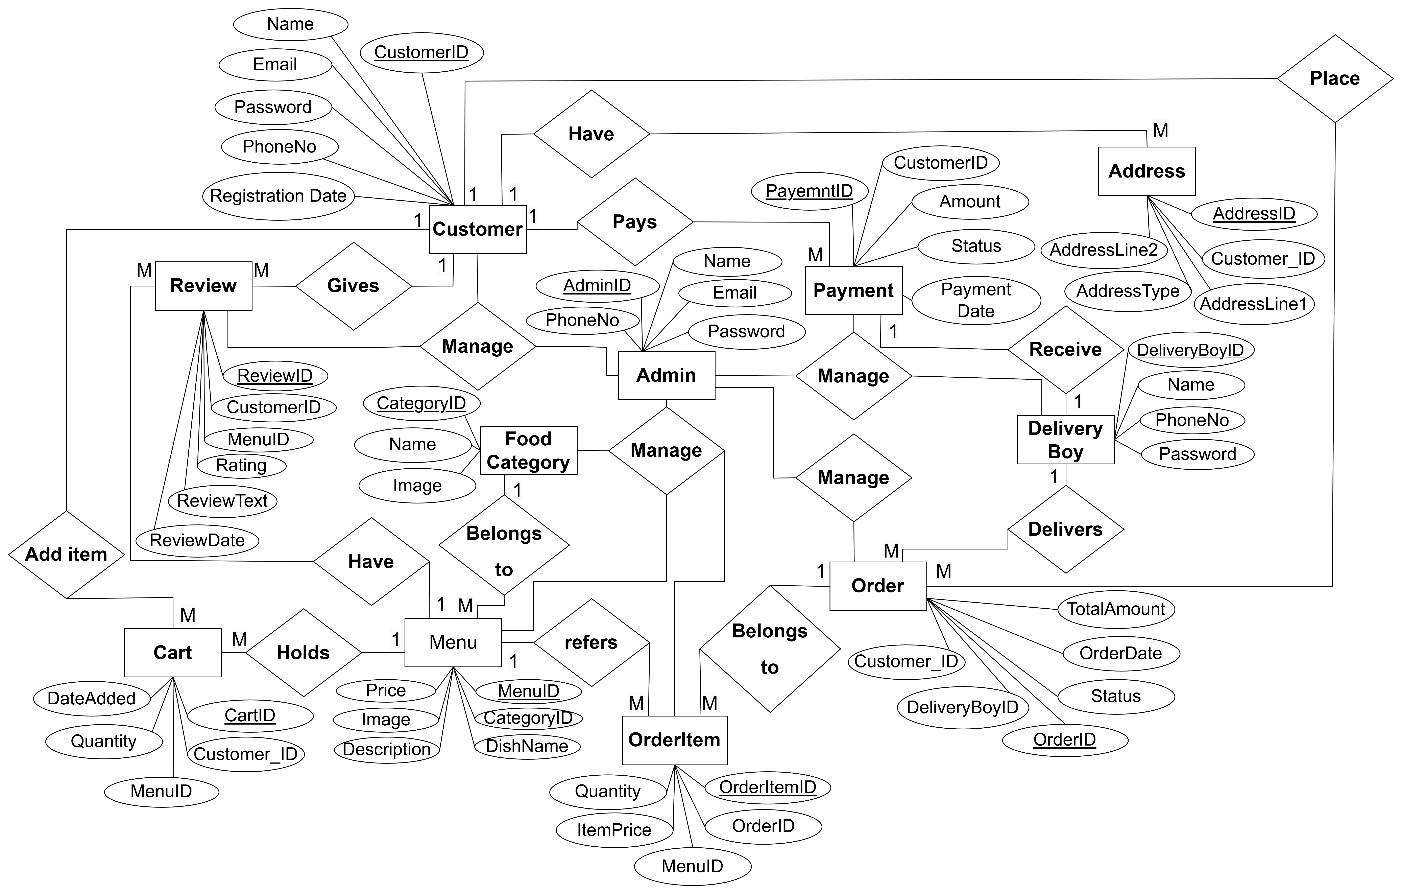 Name
CustomerID
Email
Password
PhoneNo
Registration Date
Place
Have
M
Address
AddressID
AddressLine2
Customer_ID
AddressType
AddressLine1
1
1
1
Customer
1
1
Pays
PayemntID
CustomerID
Amount
Status
M
Payment
Payment
Date
1
M
Review
M
Gives
Manage
AdminID
Name
Email
PhoneNo
Password
Admin
Manage
Receive
DeliveryBoyID
Name
PhoneNo
Password
1
Delivery
Boy
1
ReviewID
CustomerID
MenuID
Rating
ReviewText
ReviewDate
CategoryID
Name
Image
Food
Category
1
Manage
Manage
Delivers
Add item
Have
Belongs
to
M
1
Order
M
TotalAmount
OrderDate
Status
OrderID
DeliveryBoyID
Customer_ID
M
Cart
M
Holds
1
1
M
Menu
1
refers
Belongs
to
DateAdded
Quantity
MenuID
CartID
Customer_ID
Price
Image
Description
MenuID
CategoryID
DishName
M
M
OrderItem
Quantity
ItemPrice
MenuID
OrderItemID
OrderID